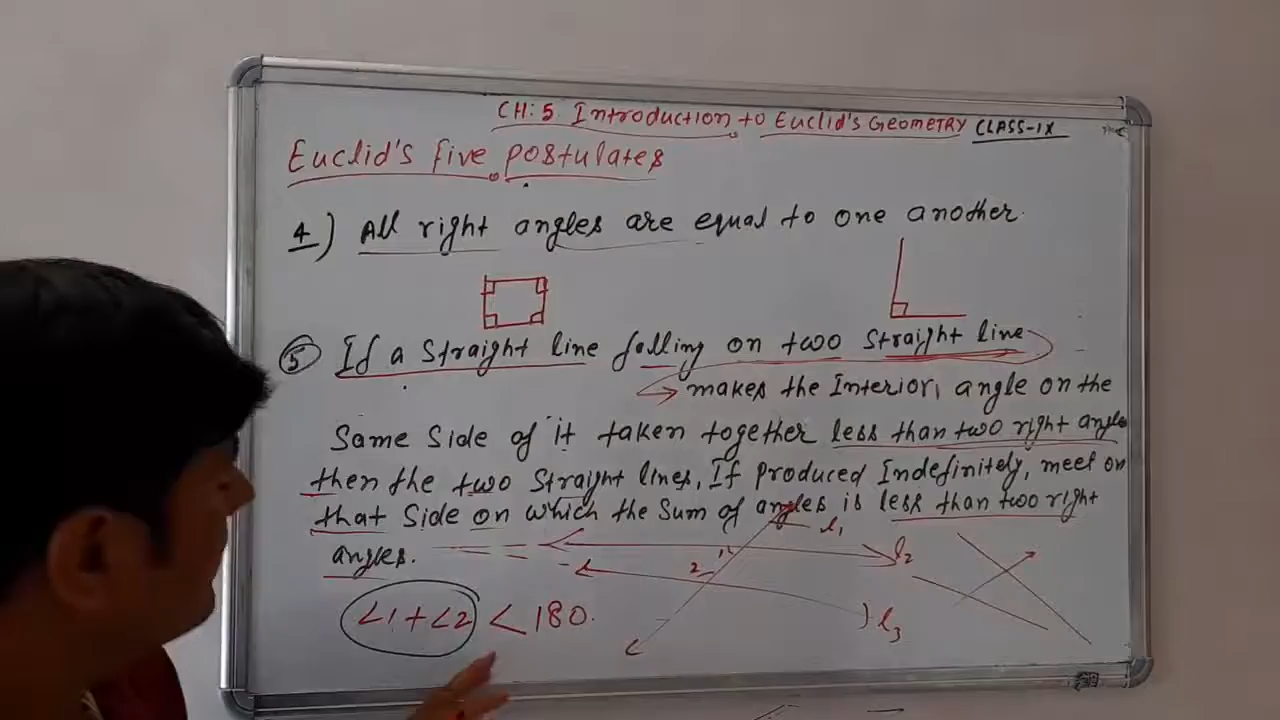 CH: 5 Introduction to Euclid's Geometry CLASS-IX
Euclid's five postulates
4) All right angles are equal to one another.
5 If a Straight line falling on two Straight line
makes the Interior, angle on the
Same Side of it taken together less than two right angles
then the two Straight lines, If produced Indefinitely, meet on
that Side on which the Sum of angles is less than two right
angles.
l1
l2
1
2
l3
∠1+∠2 < 180.